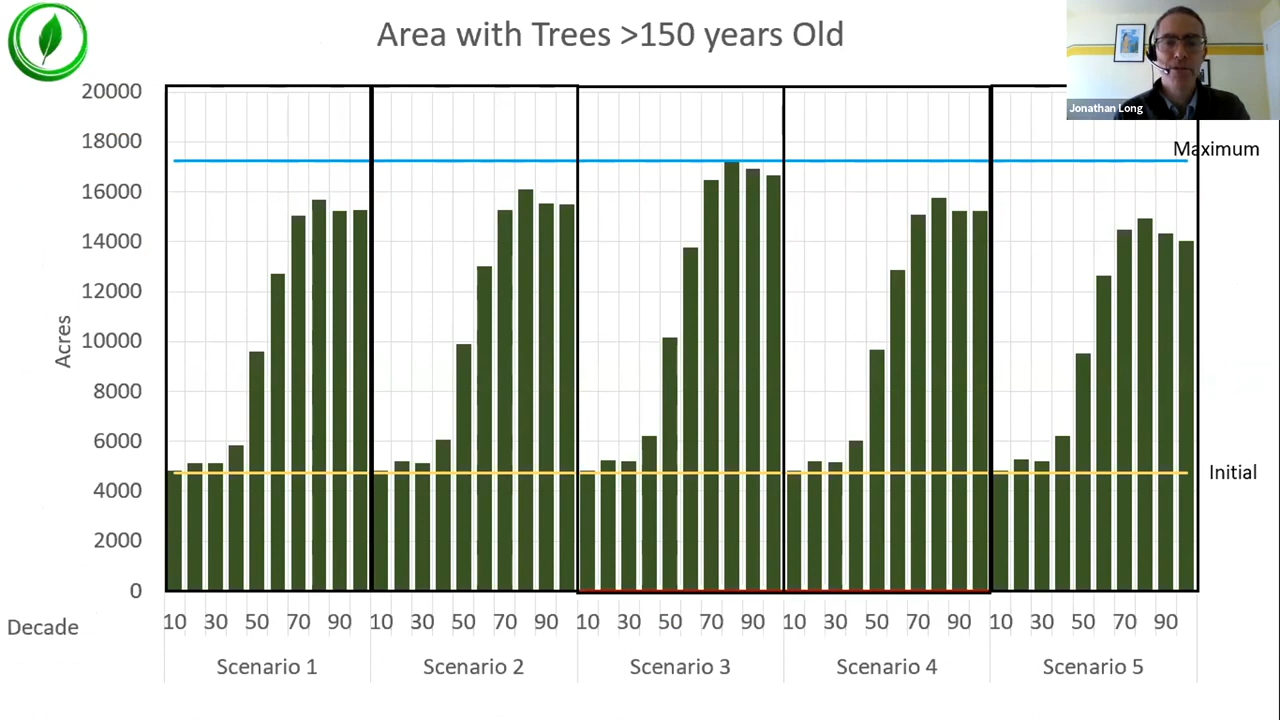 Area with Trees >150 years Old
Jonathan Long
20000
18000
16000
14000
12000
10000
8000
6000
4000
2000
0
Acres
Maximum
Initial
Decade
10 30 50 70 90 10 30 50 70 90 10 30 50 70 90 10 30 50 70 90 10 30 50 70 90
Scenario 1 Scenario 2 Scenario 3 Scenario 4 Scenario 5